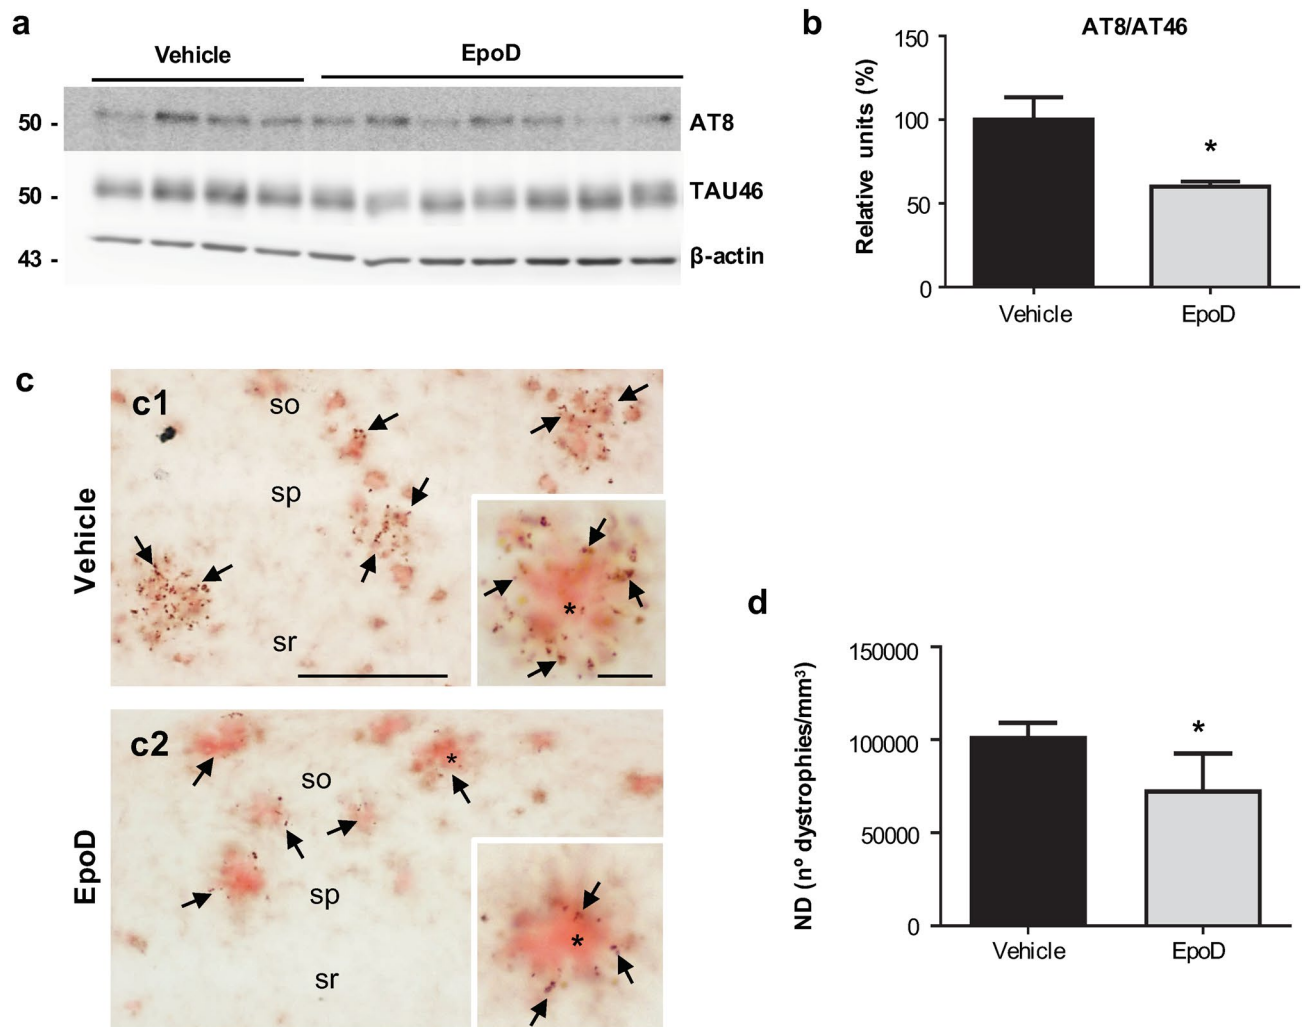 a
Vehicle
EpoD
50 -
AT8
50 -
TAU46
43 -
β-actin
b
AT8/AT46
Relative units (%)
150
100
50
0
*
Vehicle
EpoD
c
Vehicle
c1
so
sp
sr
*
EpoD
c2
so
sp
sr
*
*
d
ND (nº dystrophies/mm³)
150000
100000
50000
0
*
Vehicle
EpoD